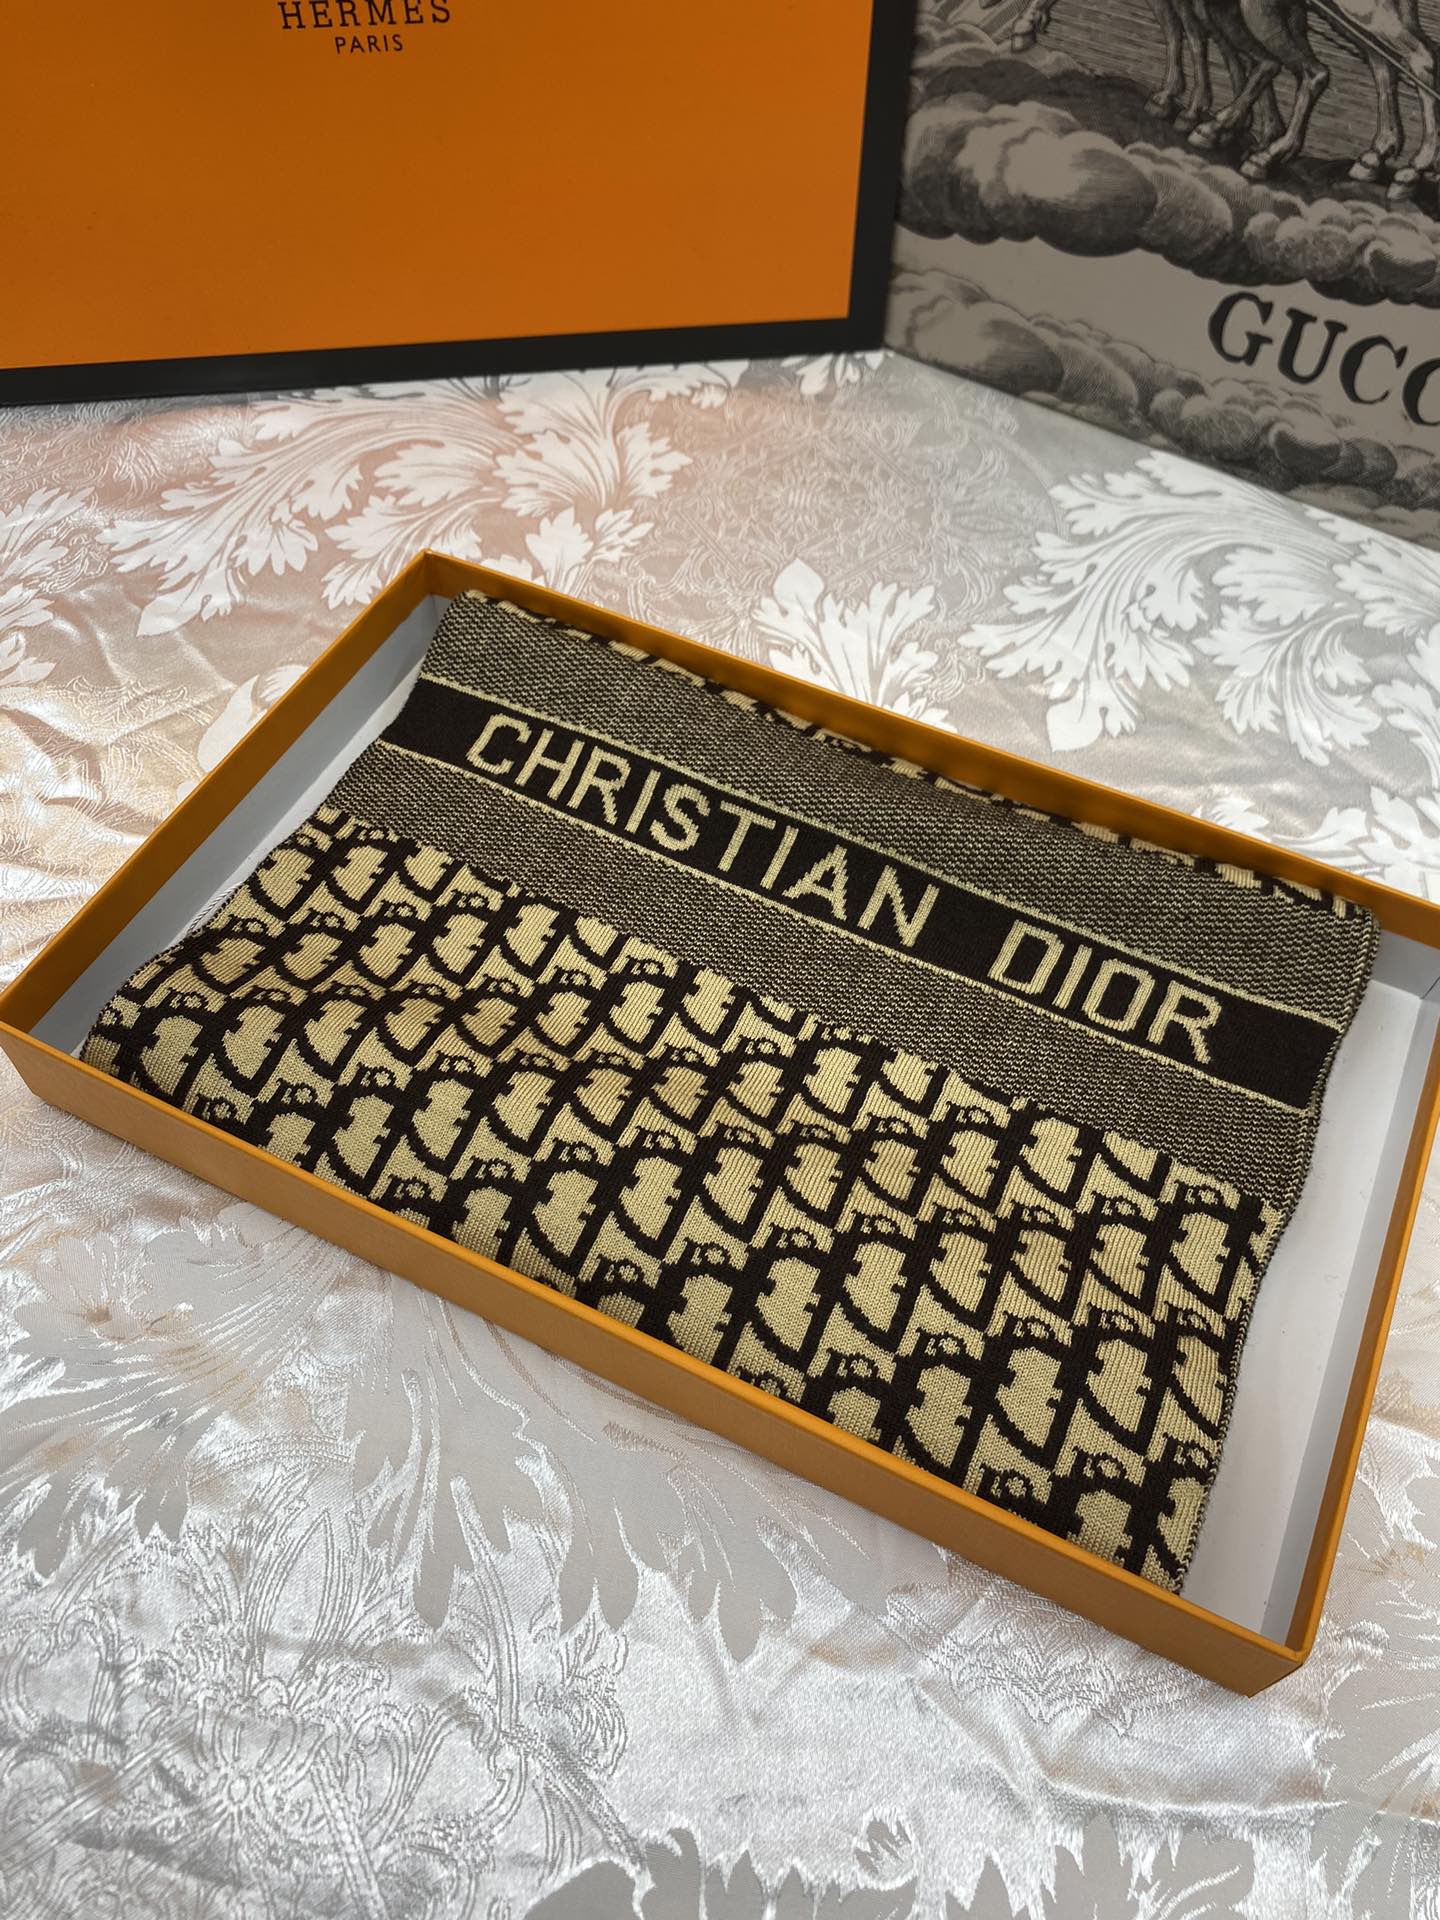 HERMES
PARIS
GUCC
CHRISTIAN DIOR